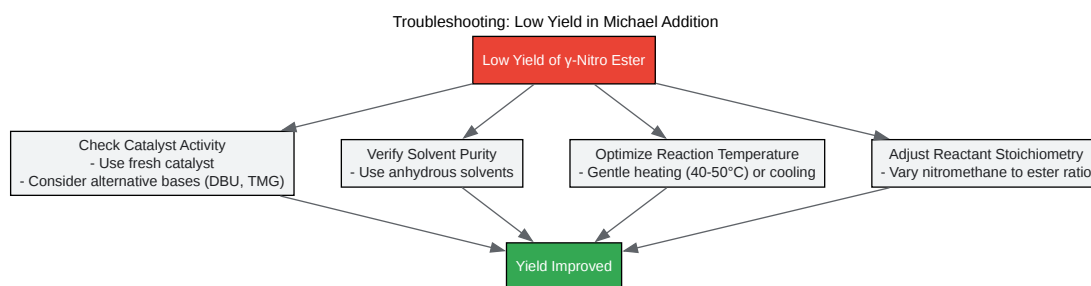 Troubleshooting: Low Yield in Michael Addition
Low Yield of γ-Nitro Ester
Check Catalyst Activity
- Use fresh catalyst
- Consider alternative bases (DBU, TMG)
Verify Solvent Purity
- Use anhydrous solvents
Optimize Reaction Temperature
- Gentle heating (40-50°C) or cooling
Adjust Reactant Stoichiometry
- Vary nitromethane to ester ratio
Yield Improved